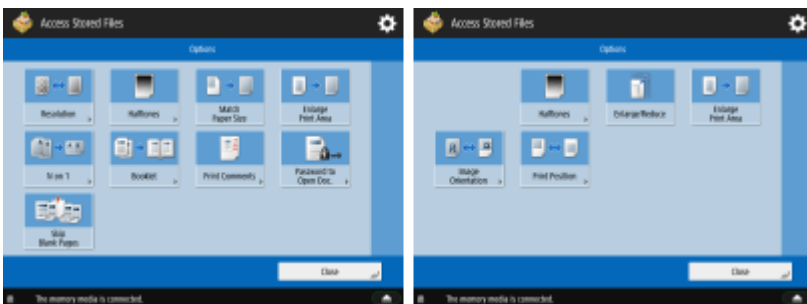 Access Stored Files
Options
Resolution
Halftones
Match
Paper Size
Enlarge
Print Area
N on 1
Booklet
Print Comments
Password to
Open Doc.
Skip
Blank Pages
Close
The memory media is connected.
Access Stored Files
Options
Halftones
Enlarge/Reduce
Enlarge
Print Area
Image
Orientation
Print Position
Close
The memory media is connected.